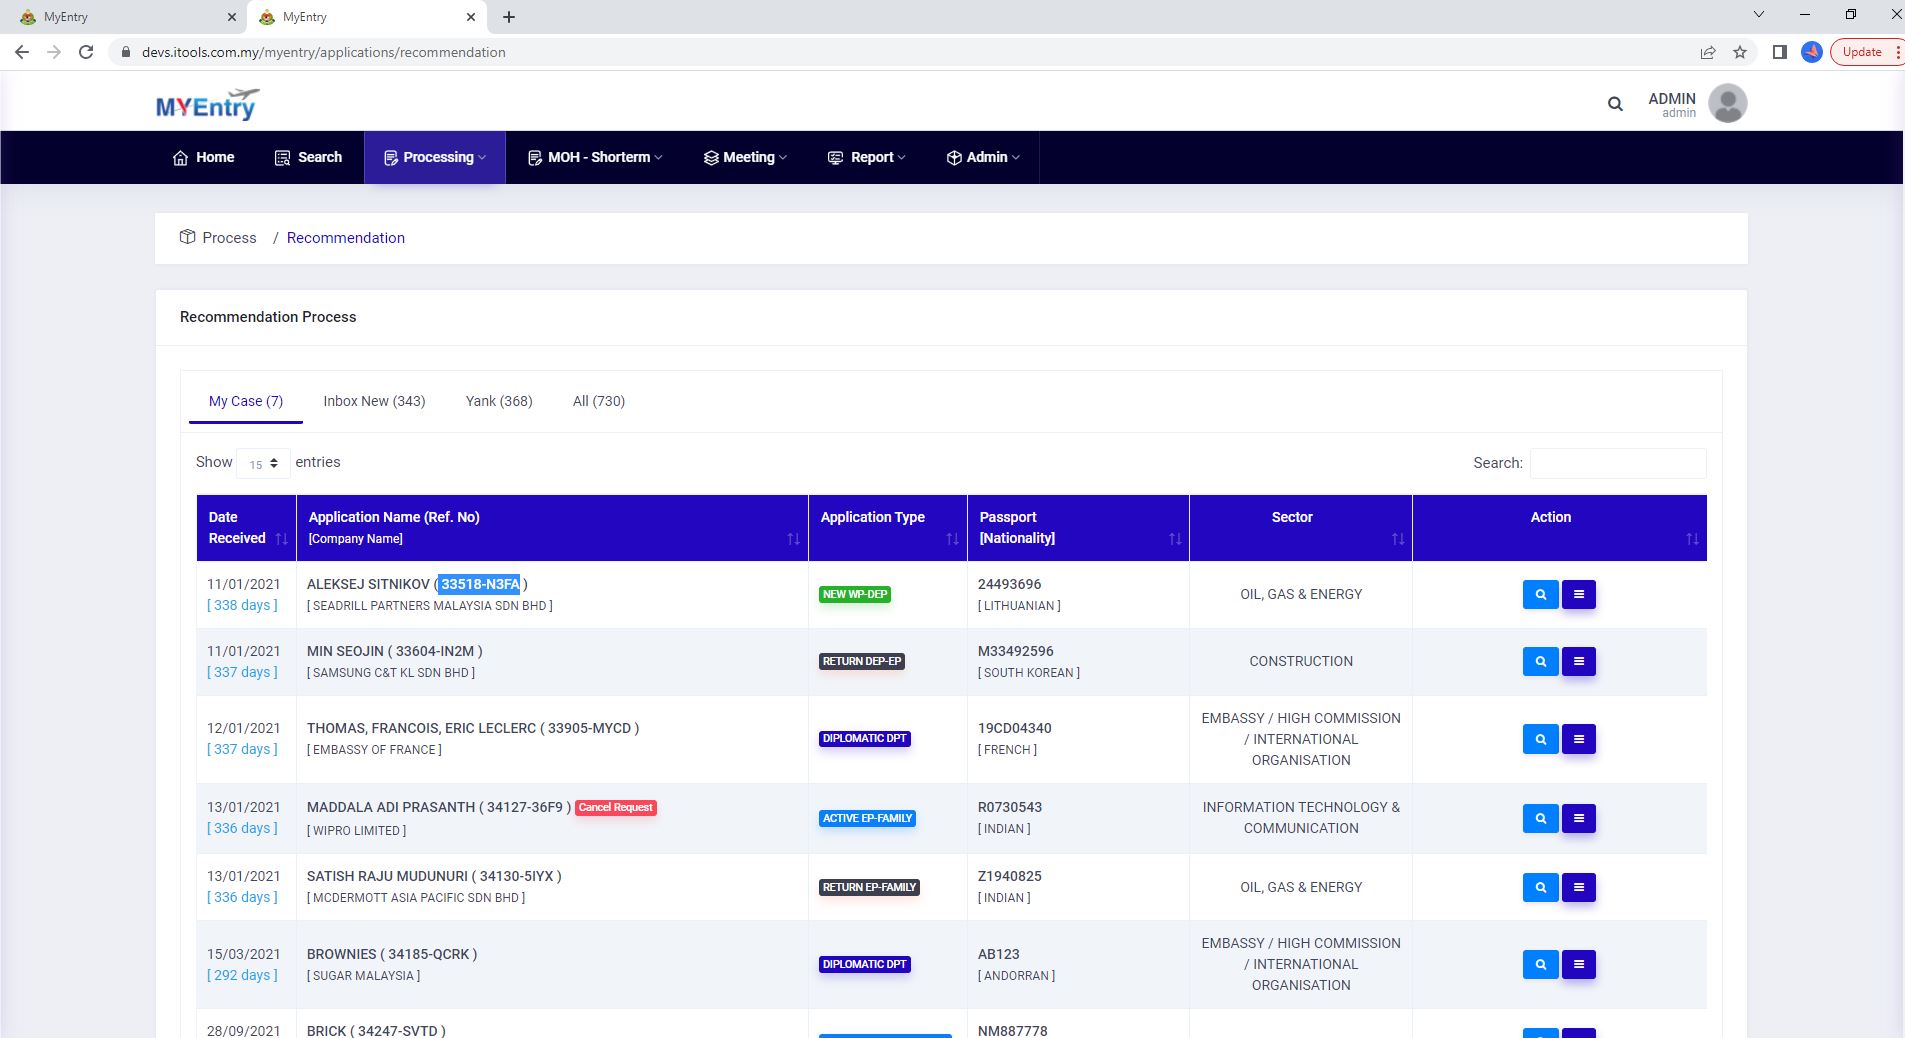 MyEntry
MyEntry
devs.itools.com.my/myentry/applications/recommendation
Update
MYEntry
ADMIN
admin
Home
Search
Processing
MOH - Shorterm
Meeting
Report
Admin
Process / Recommendation
Recommendation Process
My Case (7)
Inbox New (343)
Yank (368)
All (730)
Show 15 entries
Search:
Date Received
Application Name (Ref. No)
[Company Name]
Application Type
Passport
[Nationality]
Sector
Action
11/01/2021
[ 338 days ]
ALEKSEJ SITNIKOV ( 33518-N3FA )
[ SEADRILL PARTNERS MALAYSIA SDN BHD ]
NEW WP-DEP
24493696
[ LITHUANIAN ]
OIL, GAS & ENERGY
11/01/2021
[ 337 days ]
MIN SEOJIN ( 33604-IN2M )
[ SAMSUNG C&T KL SDN BHD ]
RETURN DEP-EP
M33492596
[ SOUTH KOREAN ]
CONSTRUCTION
12/01/2021
[ 337 days ]
THOMAS, FRANCOIS, ERIC LECLERC ( 33905-MYCD )
[ EMBASSY OF FRANCE ]
DIPLOMATIC DPT
19CD04340
[ FRENCH ]
EMBASSY / HIGH COMMISSION
/ INTERNATIONAL
ORGANISATION
13/01/2021
[ 336 days ]
MADDALA ADI PRASANTH ( 34127-36F9 ) Cancel Request
[ WIPRO LIMITED ]
ACTIVE EP-FAMILY
R0730543
[ INDIAN ]
INFORMATION TECHNOLOGY &
COMMUNICATION
13/01/2021
[ 336 days ]
SATISH RAJU MUDUNURI ( 34130-5IYX )
[ MCDERMOTT ASIA PACIFIC SDN BHD ]
RETURN EP-FAMILY
Z1940825
[ INDIAN ]
OIL, GAS & ENERGY
15/03/2021
[ 292 days ]
BROWNIES ( 34185-QCRK )
[ SUGAR MALAYSIA ]
DIPLOMATIC DPT
AB123
[ ANDORRAN ]
EMBASSY / HIGH COMMISSION
/ INTERNATIONAL
ORGANISATION
28/09/2021
BRICK ( 34247-SVTD )
NM887778